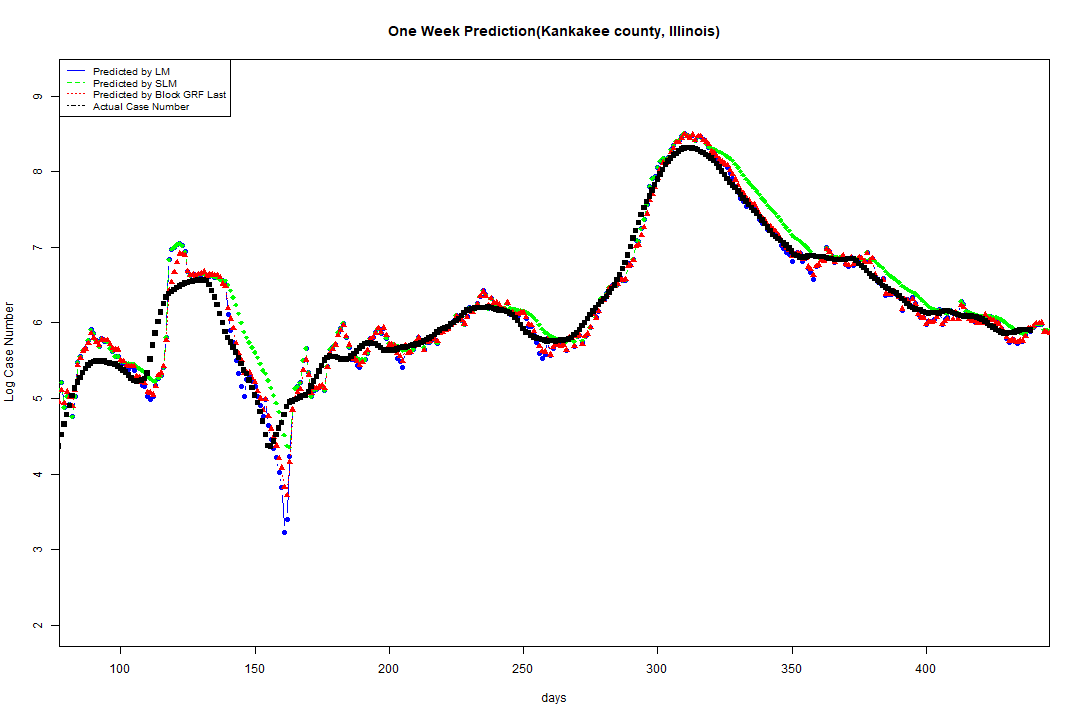 One Week Prediction(Kankakee county, Illinois)
Predicted by LM
Predicted by SLM
Predicted by Block GRF Last
Actual Case Number
9
8
7
6
5
4
3
2
Log Case Number
100 150 200 250 300 350 400
days